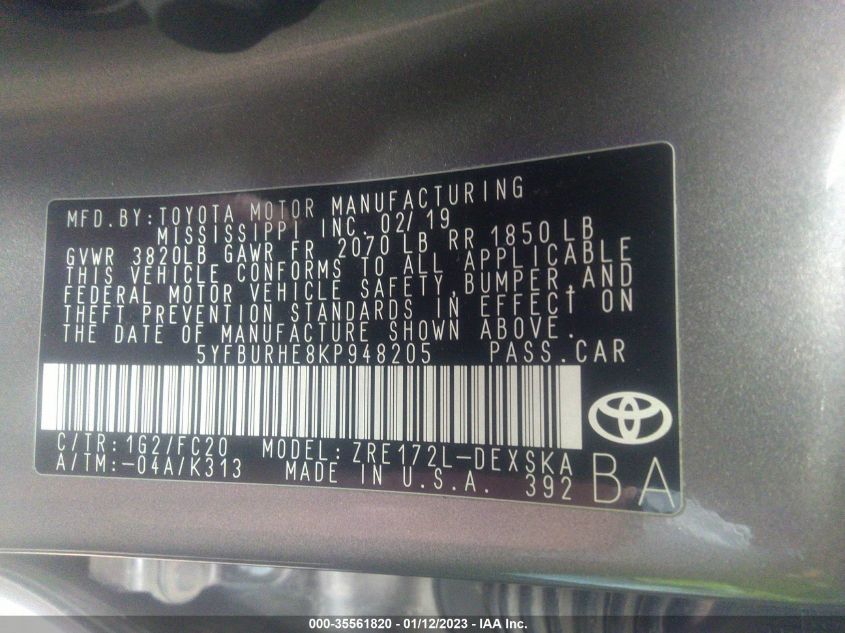 MFD.BY:TOYOTA MOTOR MANUFACTURING
MISSISSIPPI INC. 02/19
GVWR 3820LB GAWR FR 2070 LB RR 1850 LB
THIS VEHICLE CONFORMS TO ALL APPLICABLE
FEDERAL MOTOR VEHICLE SAFETY, BUMPER,AND
THEFT PREVENTION STANDARDS IN EFFECT ON
THE DATE OF MANUFACTURE SHOWN ABOVE.
5YFBURHE8KP948205 PASS.CAR
C/TR: 1G2/FC20 MODEL: ZRE172L-DEXSKA
A/TM:-04A/K313 MADE IN U.S.A. 392 BA
000-35561820 - 01/12/2023 - IAA Inc.